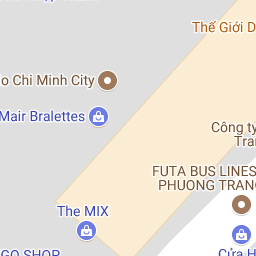 Thế Giới D
o Chi Minh City
Mair Bralettes
Công ty
Tran
FUTA BUS LINES
PHUONG TRANG
The MIX
GO SHOP
Cửa H